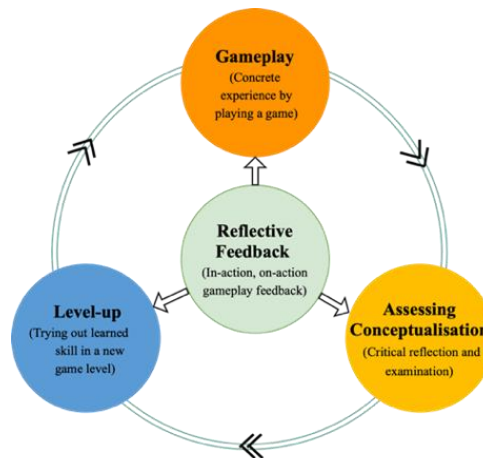 Gameplay
(Concrete
experience by
playing a game)
Reflective
Feedback
(In-action, on-action
gameplay feedback)
Level-up
(Trying out learned
skill in a new
game level)
Assessing
Conceptualisation
(Critical reflection and
examination)